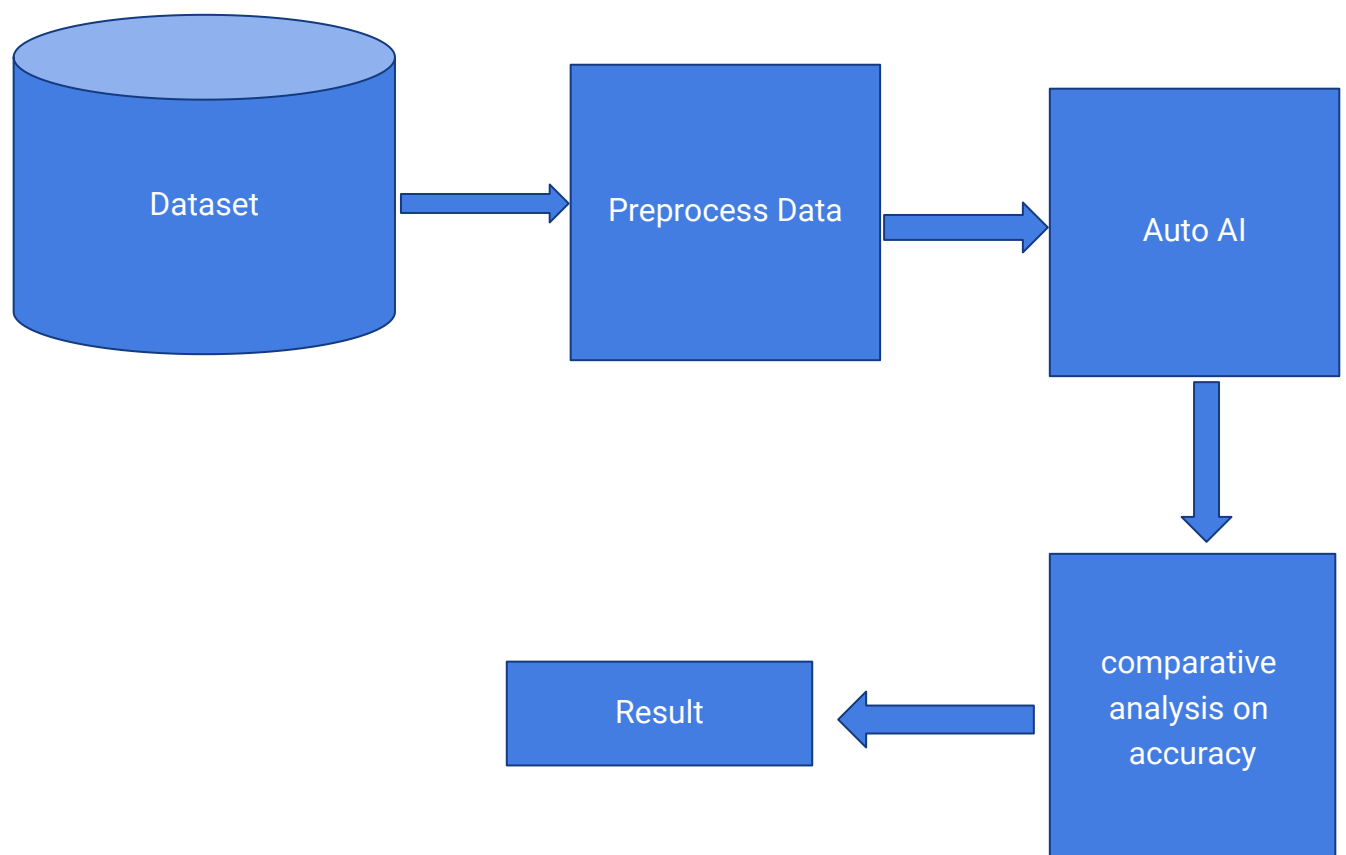 Dataset
Preprocess Data
Auto AI
comparative
analysis on
accuracy
Result